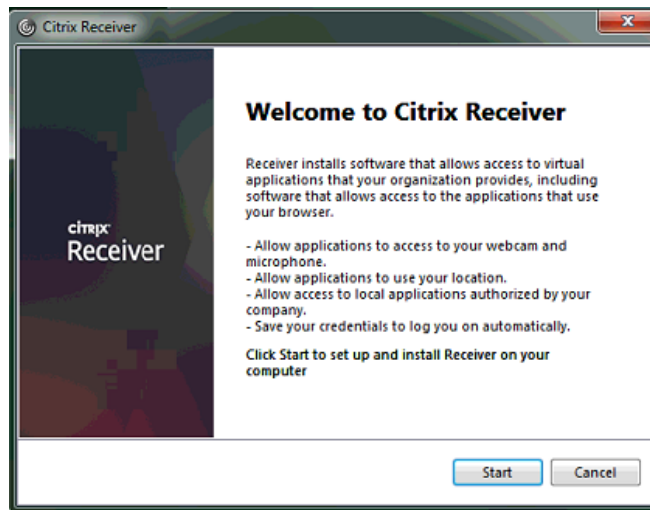 Citrix Receiver
Welcome to Citrix Receiver
Receiver installs software that allows access to virtual
applications that your organization provides, including
software that allows access to the applications that use
your browser.
- Allow applications to access to your webcam and
microphone.
- Allow applications to use your location.
- Allow access to local applications authorized by your
company.
- Save your credentials to log you on automatically.
Click Start to set up and install Receiver on your
computer
citrix
Receiver
Start
Cancel